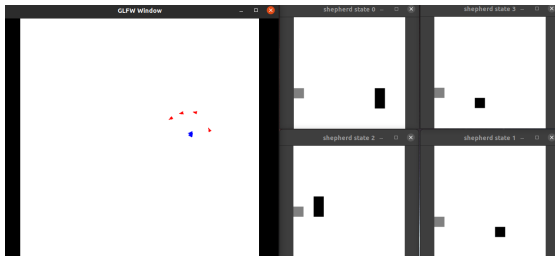 GLFW Window
shepherd state 0
shepherd state 3
shepherd state 2
shepherd state 1